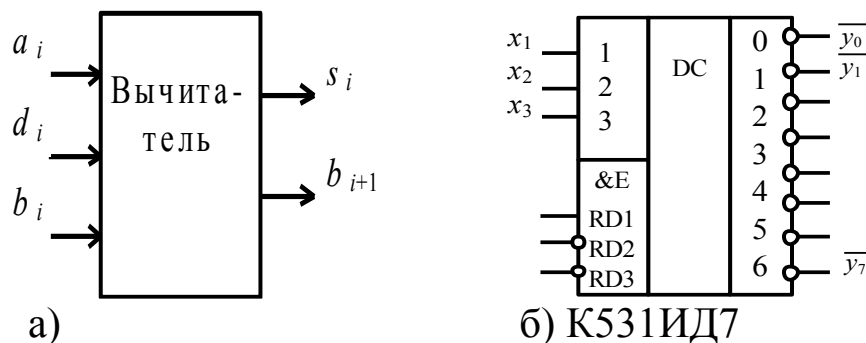 a i
d i
b i
Вычита-
тель
s i
b i+1
а)
x1
x2
x3
1
2
3
&E
RD1
RD2
RD3
DC
0
1
2
3
4
5
6
y0
y1
y7
б) К531ИД7